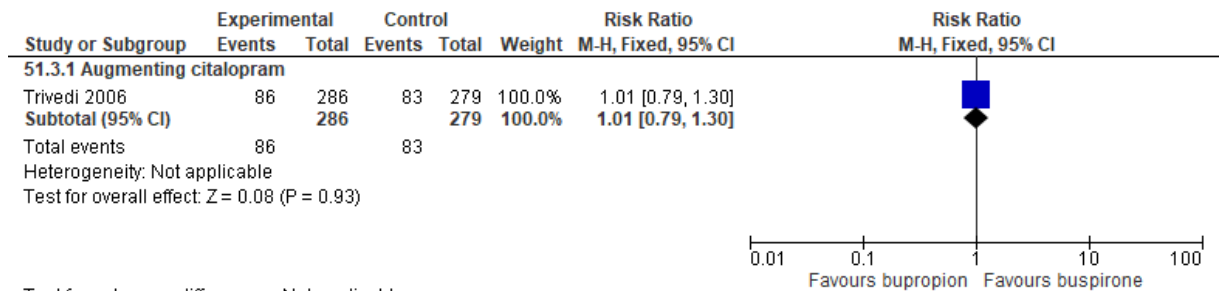 Experimental Control Risk Ratio Risk Ratio
Study or Subgroup Events Total Events Total Weight M-H, Fixed, 95% CI M-H, Fixed, 95% CI
51.3.1 Augmenting citalopram
Trivedi 2006 86 286 83 279 100.0% 1.01 [0.79, 1.30]
Subtotal (95% CI) 286 279 100.0% 1.01 [0.79, 1.30]
Total events 86 83
Heterogeneity: Not applicable
Test for overall effect: Z = 0.08 (P = 0.93)
0.01 0.1 1 10 100
Favours bupropion Favours buspirone